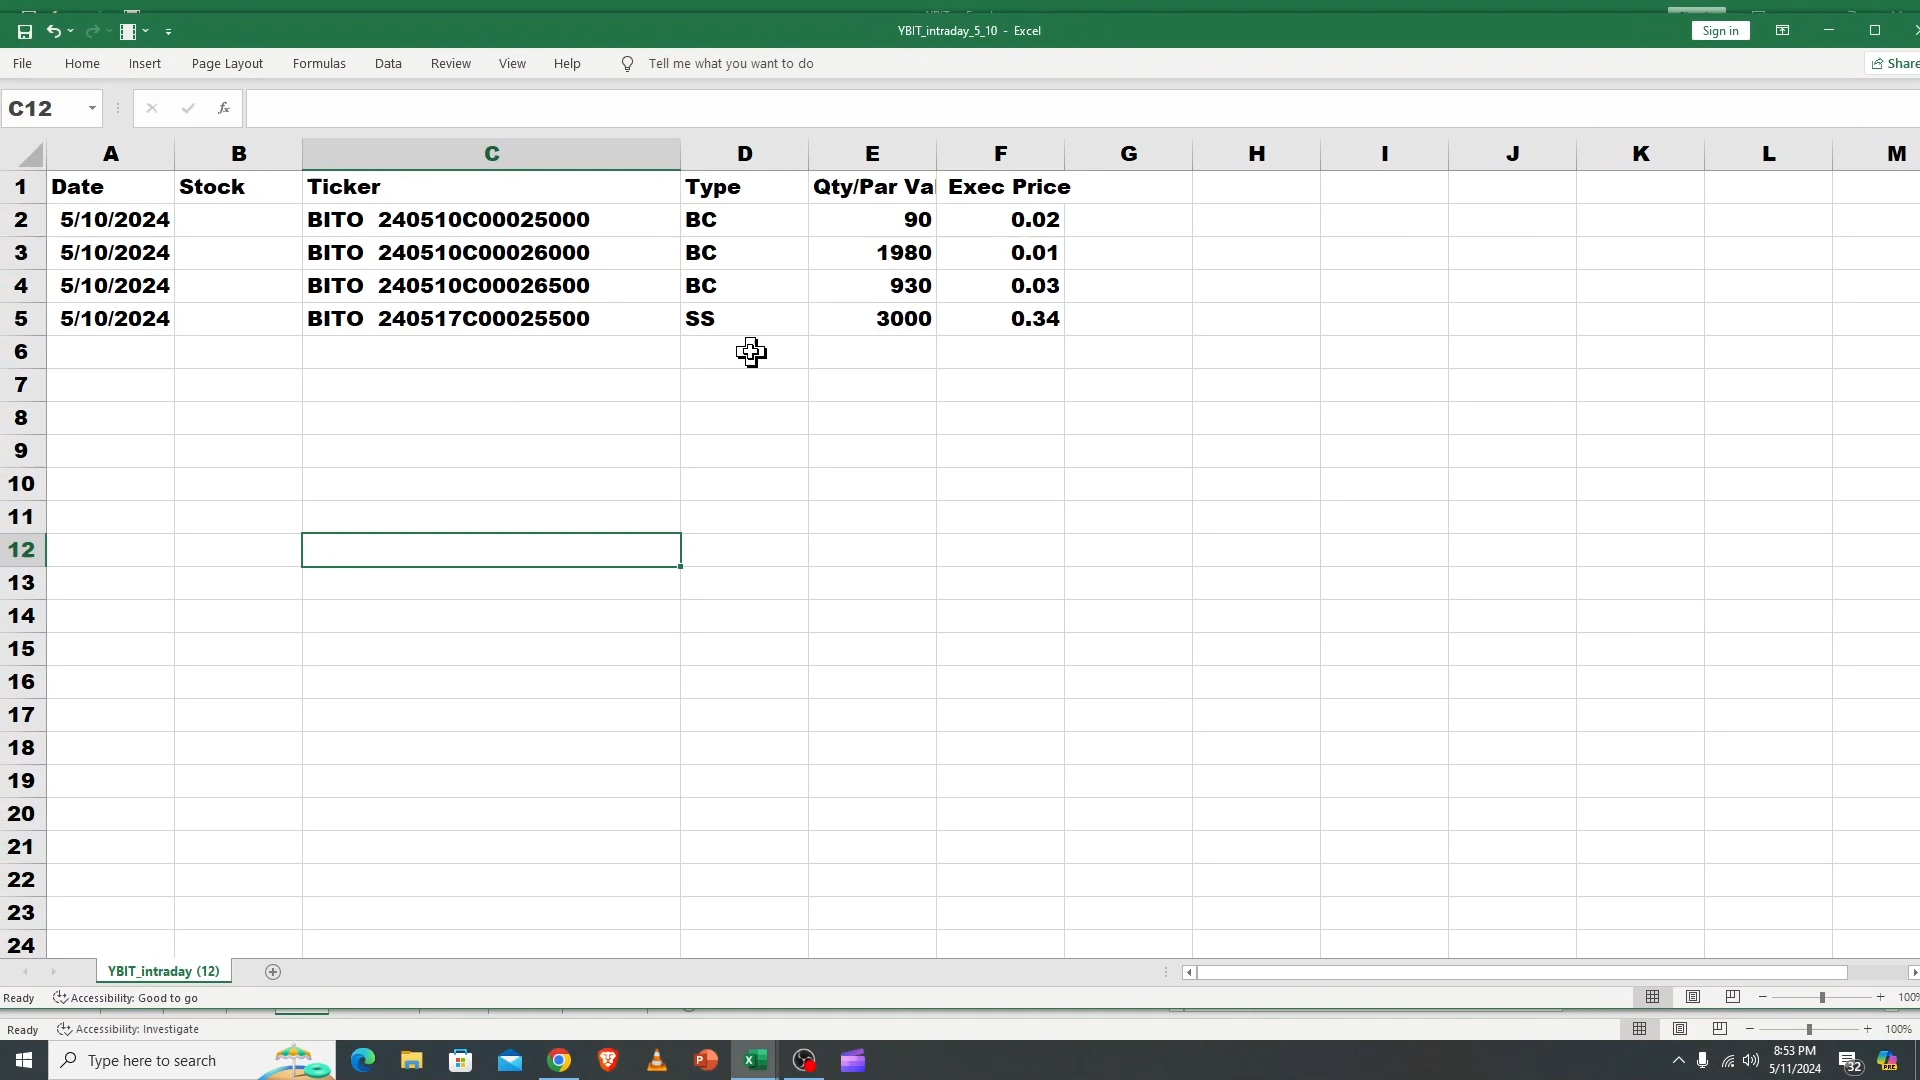 YBIT_intraday_5_10 - Excel
Sign in
File Home Insert Page Layout Formulas Data Review View Help Tell me what you want to do
Share
C12
fx
A B C D E F G H I J K L M
1 Date Stock Ticker Type Qty/Par Val Exec Price
2 5/10/2024 BITO 240510C00025000 BC 90 0.02
3 5/10/2024 BITO 240510C00026000 BC 1980 0.01
4 5/10/2024 BITO 240510C00026500 BC 930 0.03
5 5/10/2024 BITO 240517C00025500 SS 3000 0.34
6
7
8
9
10
11
12
13
14
15
16
17
18
19
20
21
22
23
24
YBIT_intraday (12)
Ready Accessibility: Good to go 100%
Ready Accessibility: Investigate 100%
Type here to search
8:53 PM
5/11/2024
32